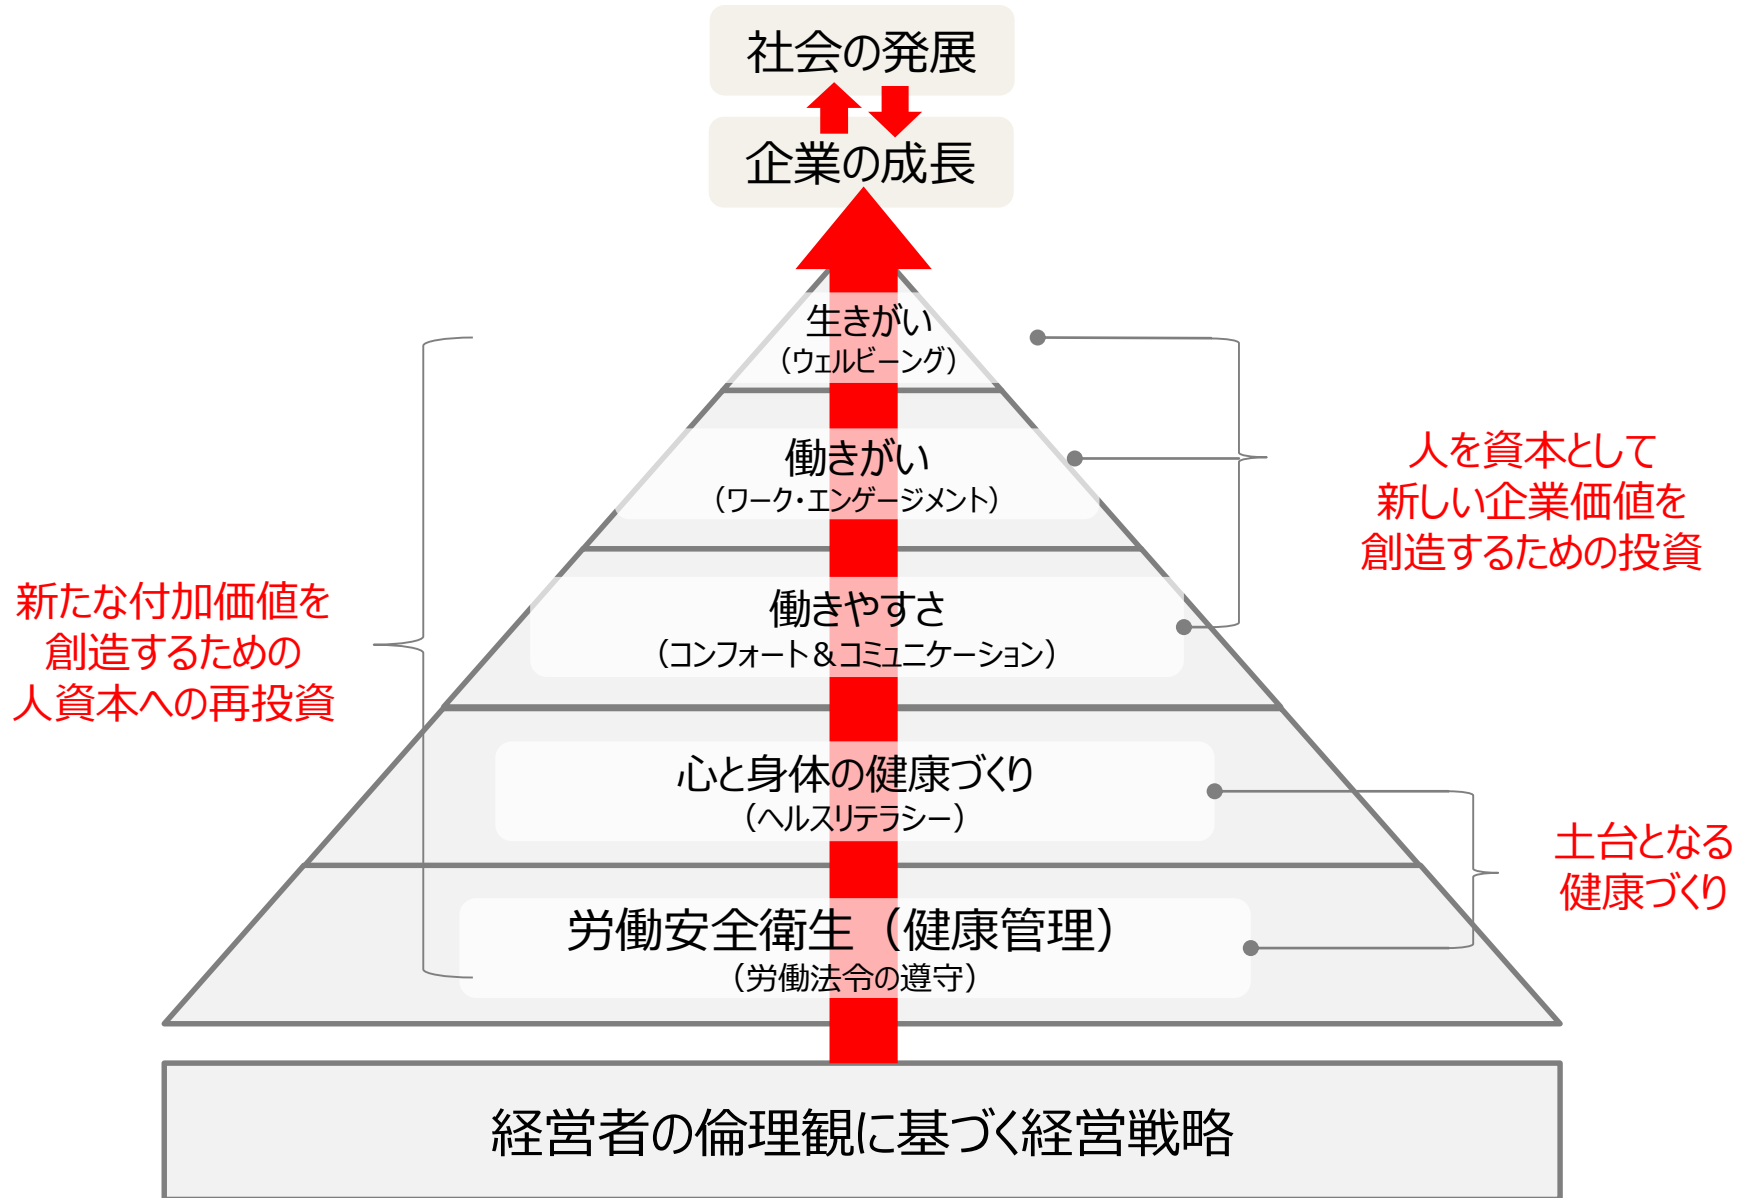 社会の発展
企業の成長
生きがい
（ウェルビーング）
働きがい
（ワーク・エンゲージメント）
働きやすさ
（コンフォート＆コミュニケーション）
心と身体の健康づくり
（ヘルスリテラシー）
労働安全衛生（健康管理）
（労働法令の遵守）
経営者の倫理観に基づく経営戦略
新たな付加価値を
創造するための
人資本への再投資
人を資本として
新しい企業価値を
創造するための投資
土台となる
健康づくり